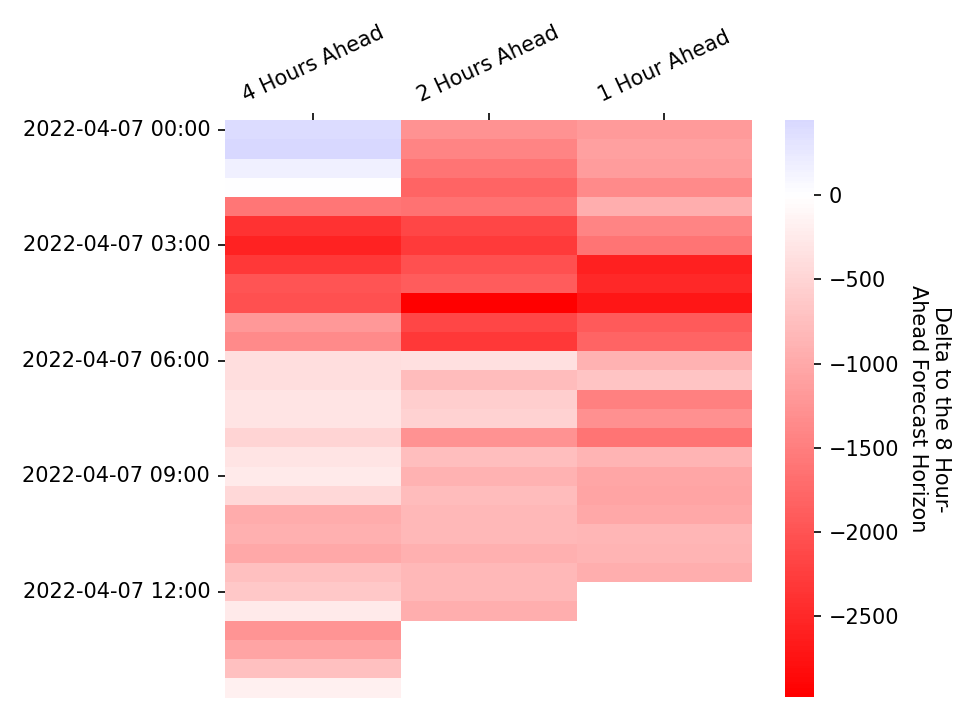 4 Hours Ahead
2 Hours Ahead
1 Hour Ahead
2022-04-07 00:00
2022-04-07 03:00
2022-04-07 06:00
2022-04-07 09:00
2022-04-07 12:00
0
−500
−1000
−1500
−2000
−2500
Delta to the 8 Hour-
Ahead Forecast Horizon